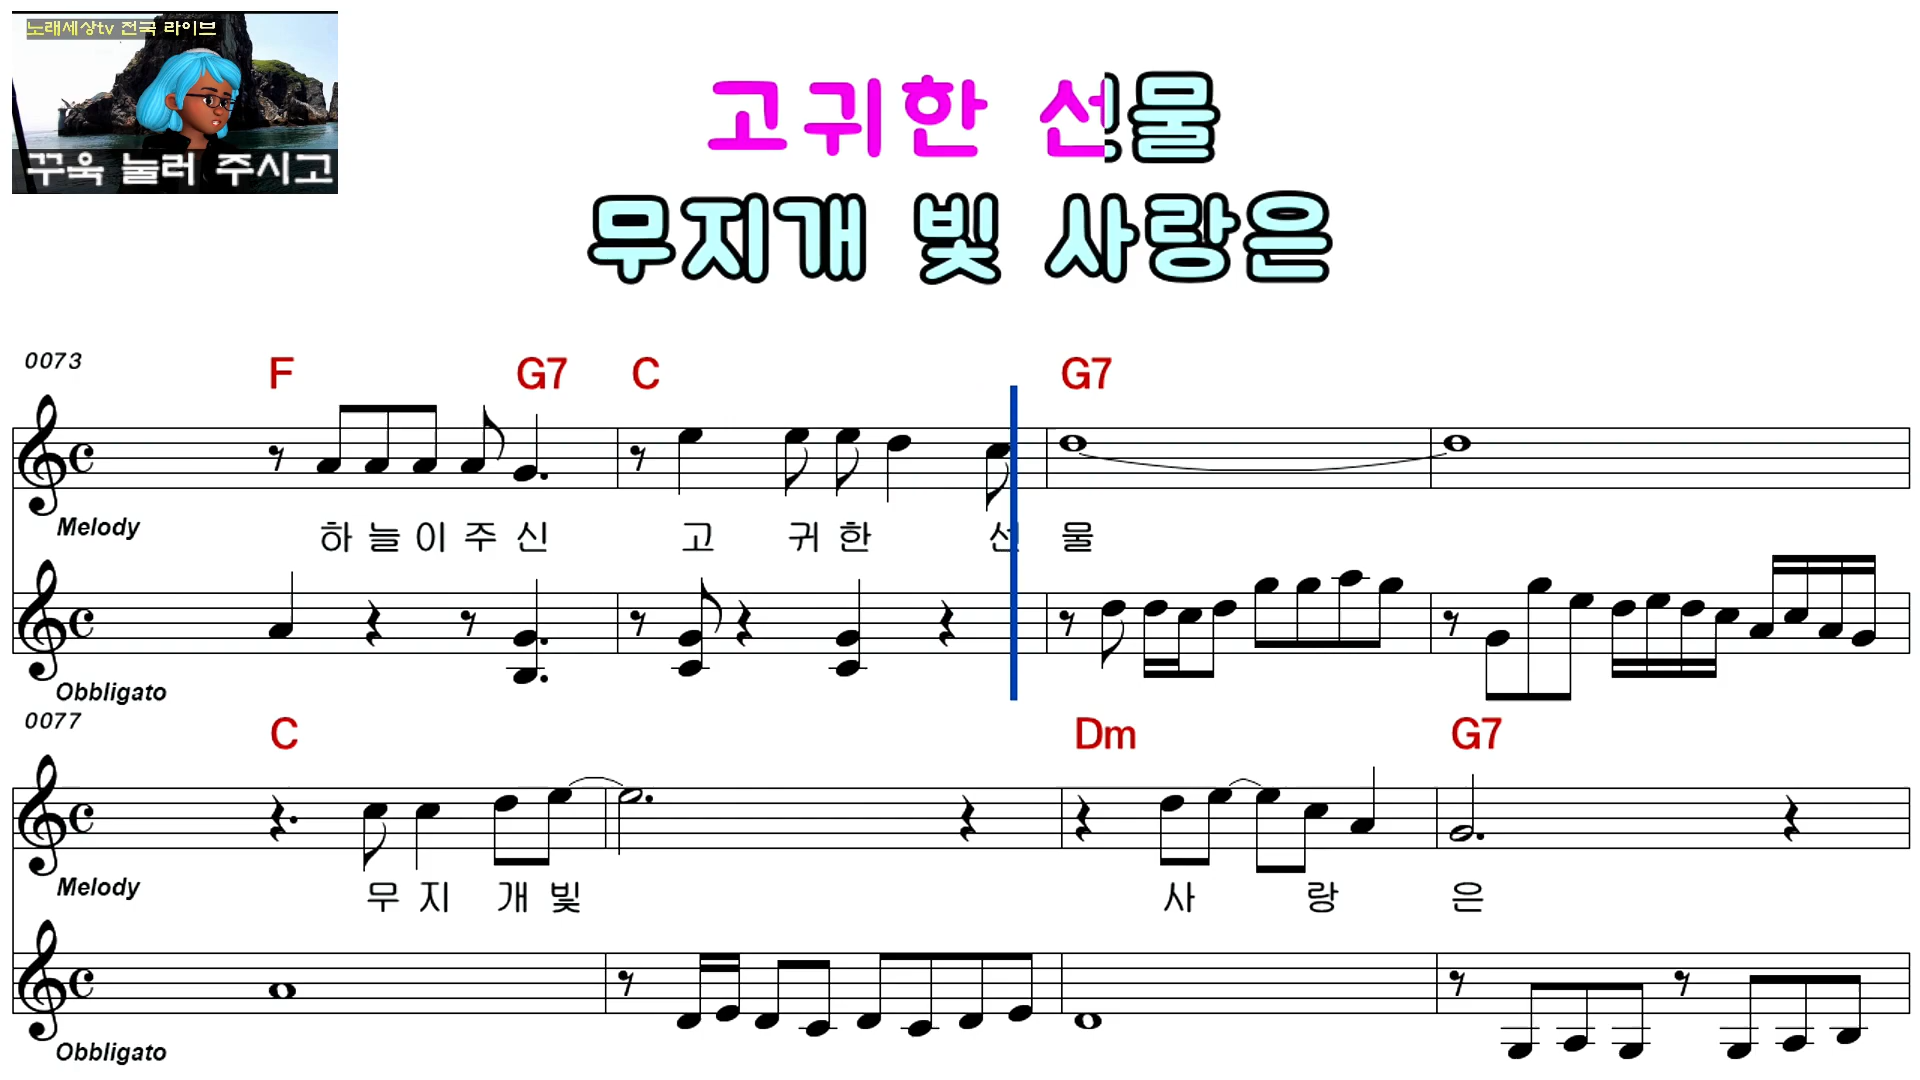 노래세상tv 전국 라이브
꾸욱 눌러 주시고
고귀한 선물
무지개 빛 사랑은
0073
F G7 C G7
Melody
하늘이주신 고 귀한 선 물
Obbligato
0077
C Dm G7
Melody
무지 개빛 사 랑 은
Obbligato